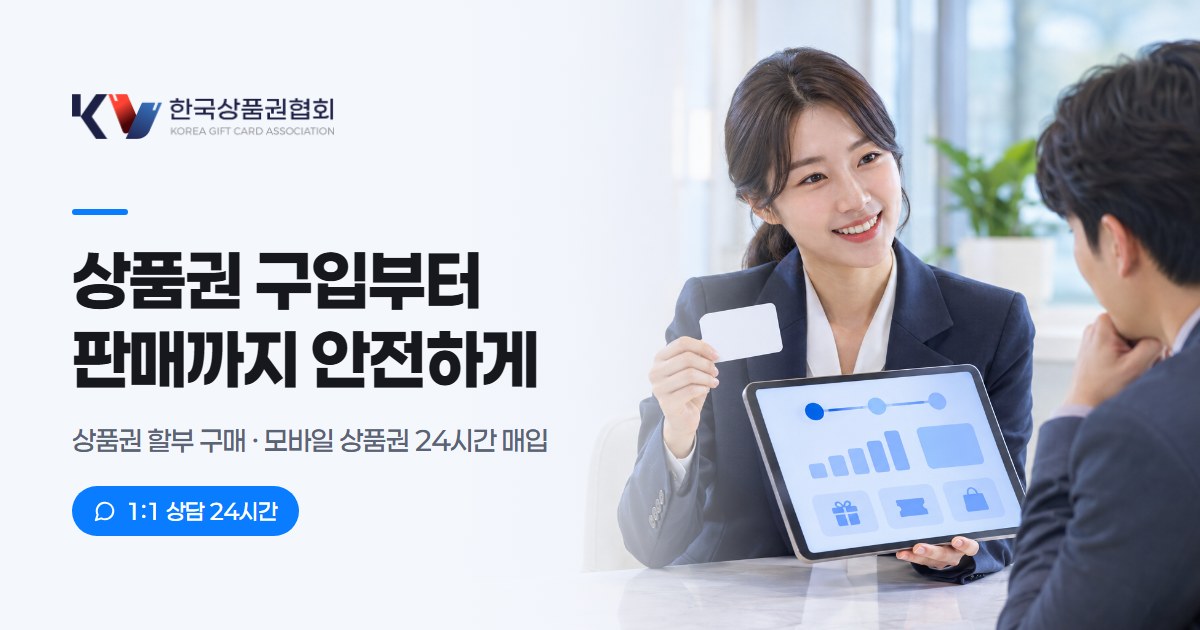 한국상품권협회
KOREA GIFT CARD ASSOCIATION
상품권 구입부터
판매까지 안전하게
상품권 할부 구매 · 모바일 상품권 24시간 매입
1:1 상담 24시간